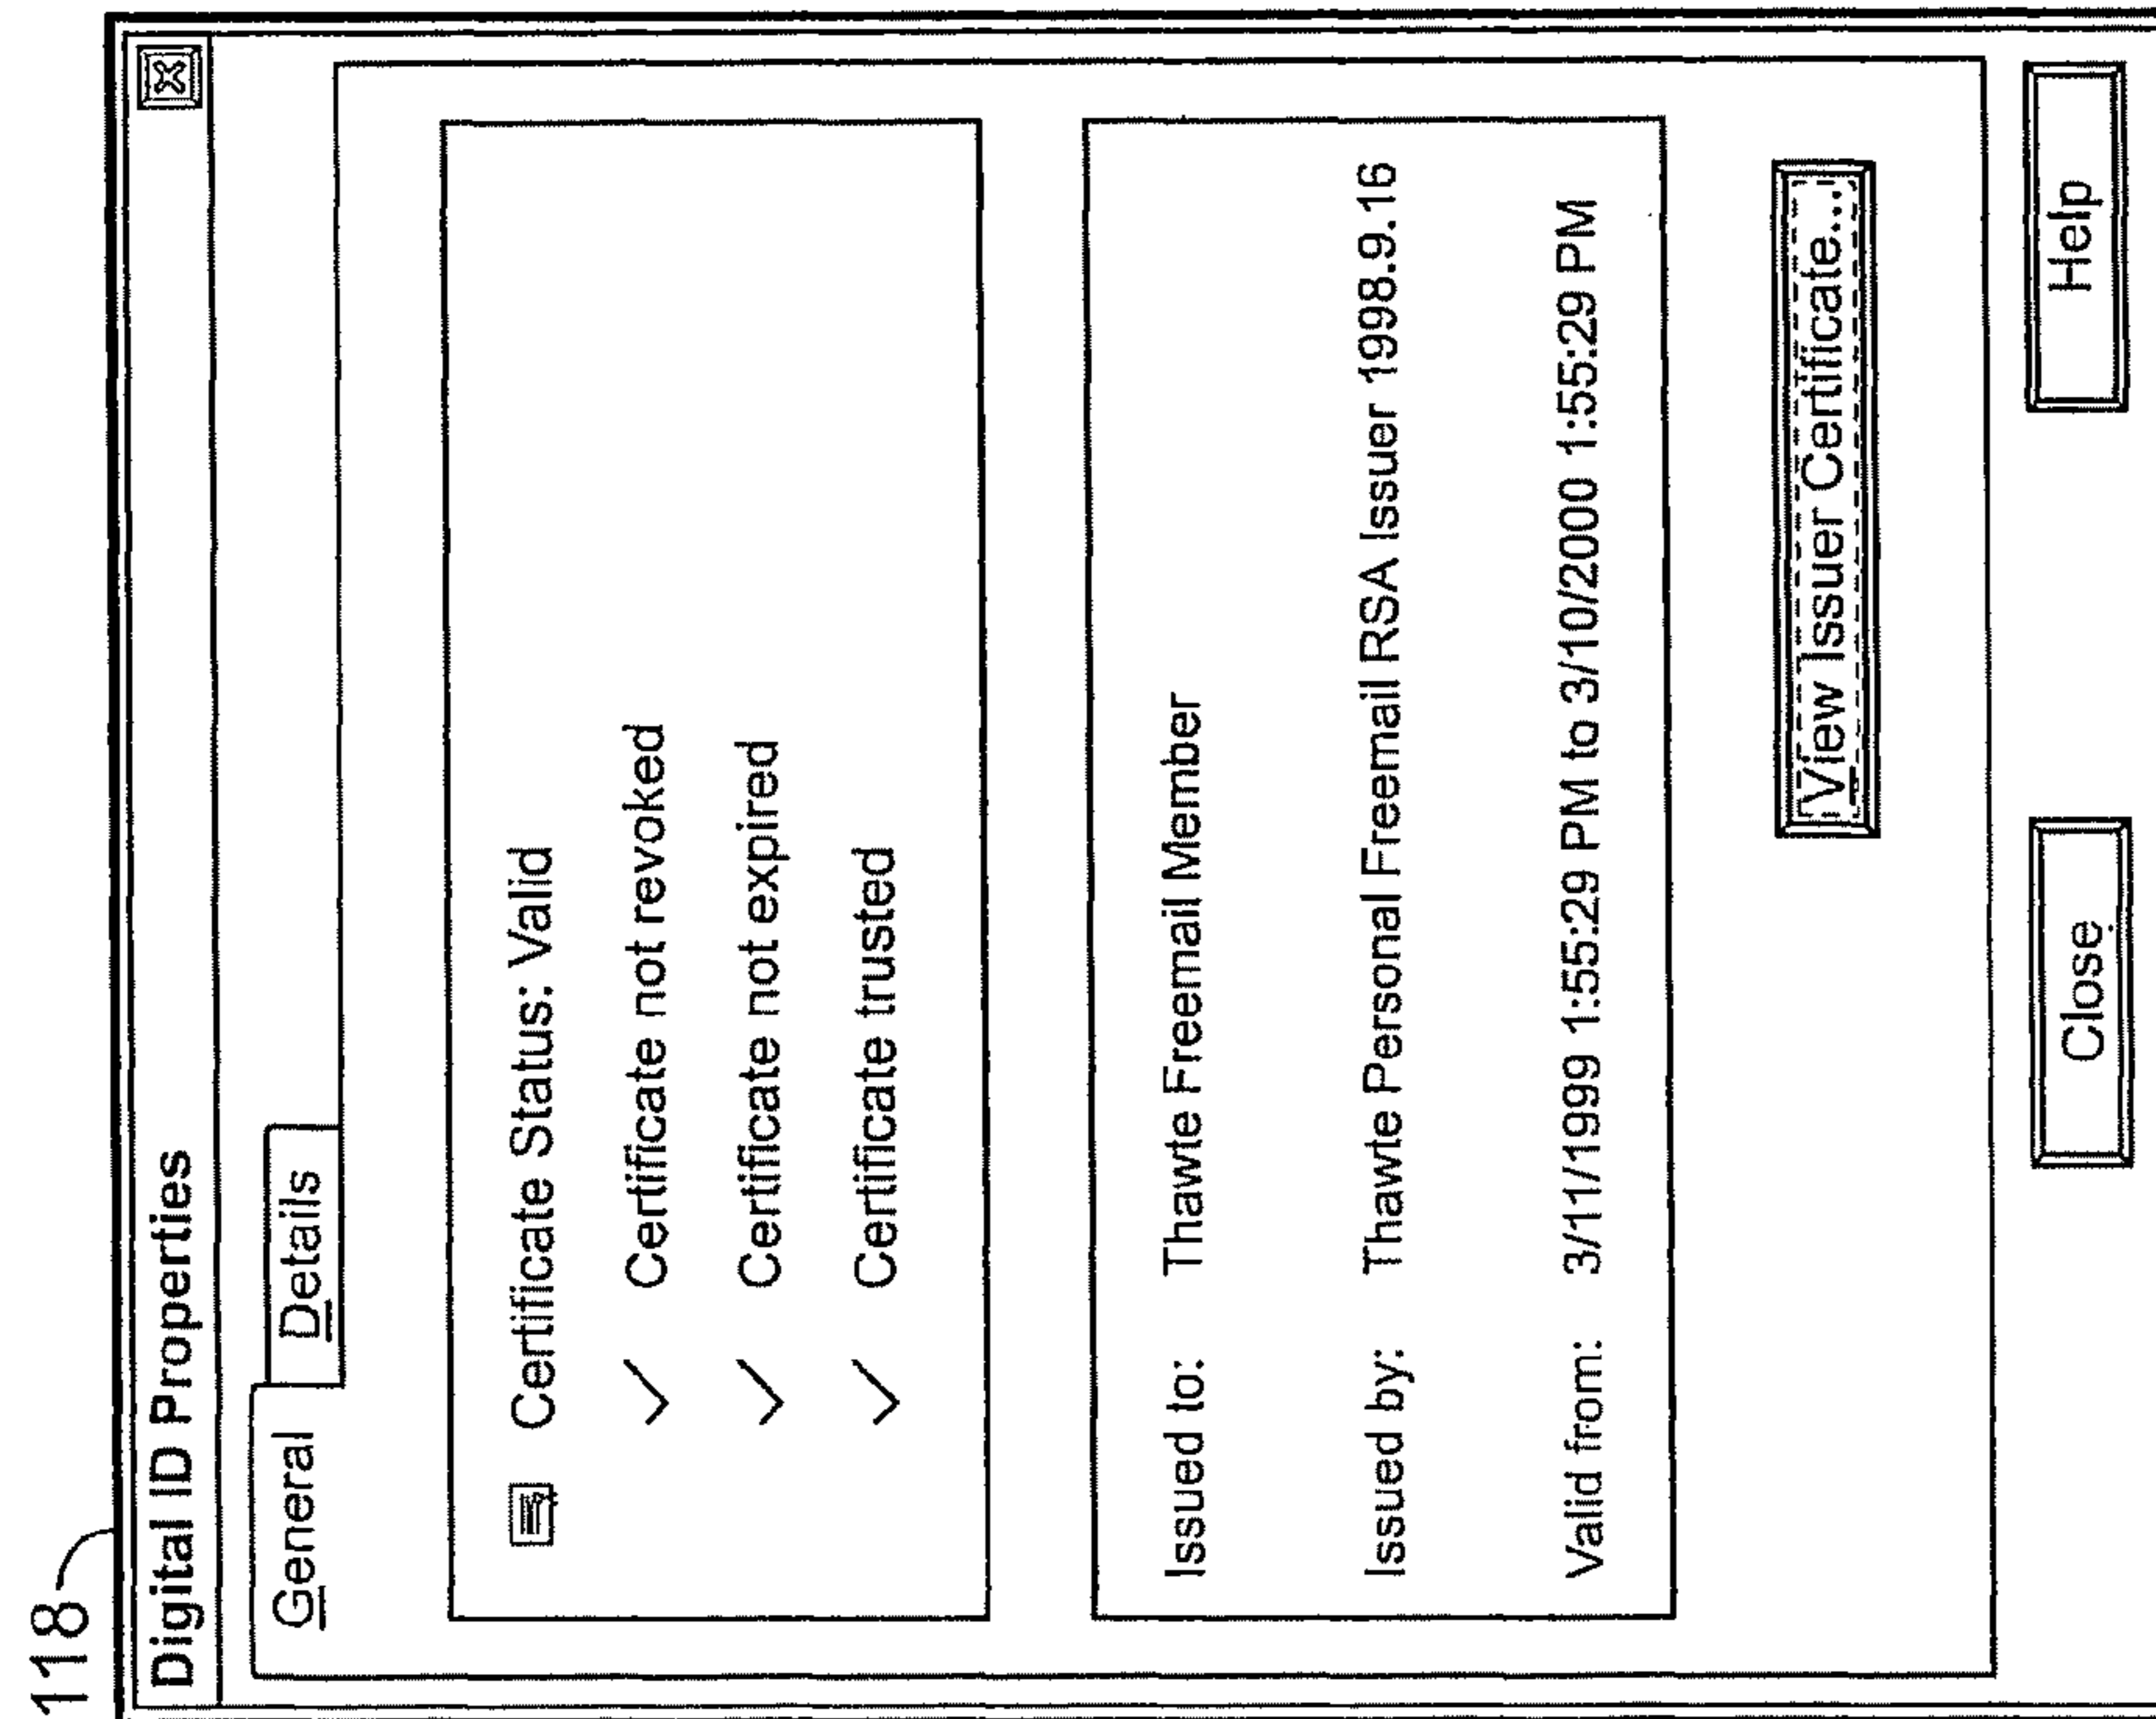 118
Digital ID Properties
General Details
Certificate Status: Valid
Certificate not revoked
Certificate not expired
Certificate trusted
Issued to: Thawte Freemail Member
Issued by: Thawte Personal Freemail RSA Issuer 1998.9.16
Valid from: 3/11/1999 1:55:29 PM to 3/10/2000 1:55:29 PM
View Issuer Certificate...
Close Help